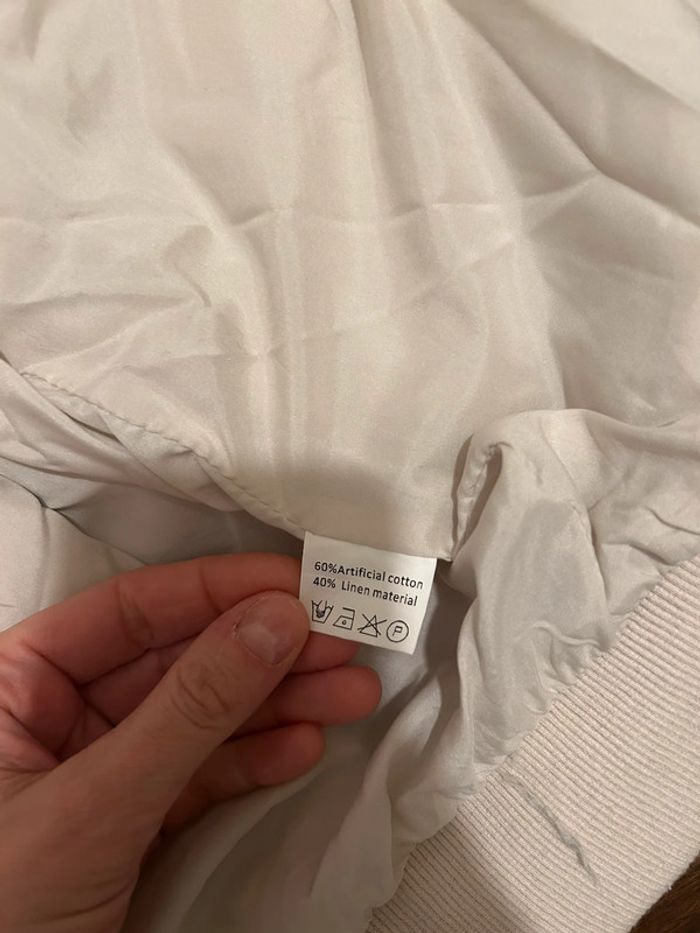 60%Artificial cotton
40% Linen material
P